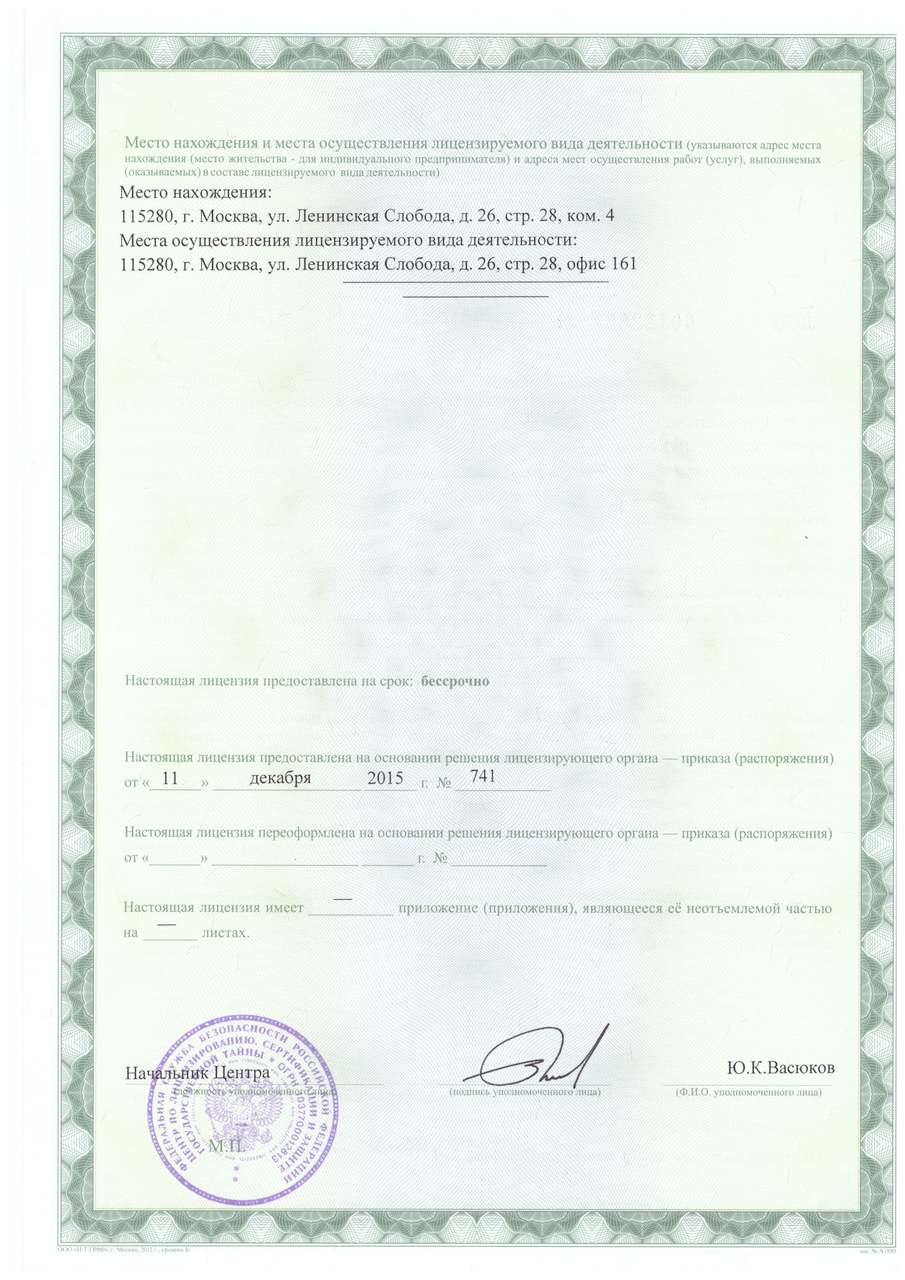 Место нахождения и места осуществления лицензируемого вида деятельности (указываются адрес места
нахождения (место жительства - для индивидуального предпринимателя) и адреса мест осуществления работ (услуг), выполняемых
(оказываемых) в составе лицензируемого вида деятельности)
Место нахождения:
115280, г. Москва, ул. Ленинская Слобода, д. 26, стр. 28, ком. 4
Места осуществления лицензируемого вида деятельности:
115280, г. Москва, ул. Ленинская Слобода, д. 26, стр. 28, офис 161
Настоящая лицензия предоставлена на срок: бессрочно
Настоящая лицензия предоставлена на основании решения лицензирующего органа — приказа (распоряжения)
от « 11 » декабря 2015 г. № 741
Настоящая лицензия переоформлена на основании решения лицензирующего органа — приказа (распоряжения)
от «______» ________________ ______ г. № __________
Настоящая лицензия имеет — приложение (приложения), являющееся её неотъемлемой частью
на — листах.
Начальник Центра
Ю.К.Васюков
(должность уполномоченного лица)
(подпись уполномоченного лица)
(Ф.И.О. уполномоченного лица)
М.П.
ФЕДЕРАЛЬНАЯ СЛУЖБА БЕЗОПАСНОСТИ РОССИЙСКОЙ ФЕДЕРАЦИИ
ЦЕНТР ПО ЛИЦЕНЗИРОВАНИЮ, СЕРТИФИКАЦИИ И ЗАЩИТЕ
ГОСУДАРСТВЕННОЙ ТАЙНЫ * ОГРН 1037700012613
ООО «Н Т ГРАФ», г. Москва, 2012 г., уровень Б
зак. № А1890